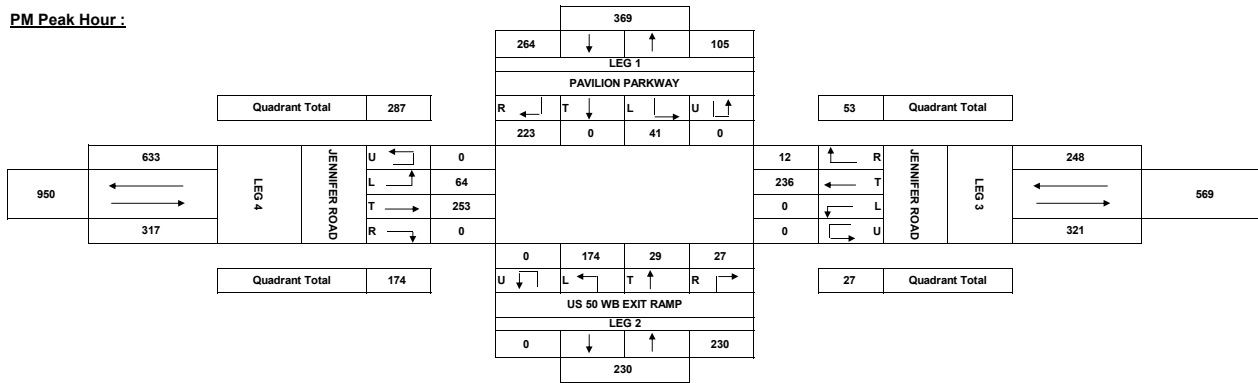 PM Peak Hour :
369
264 105
LEG 1
PAVILION PARKWAY
Quadrant Total 287
R T L U
53 Quadrant Total
223 0 41 0
950
633
317
LEG 4
JENNIFER ROAD
U 0
L 64
T 253
R 0
12 R
236 T
0 L
0 U
JENNIFER ROAD
LEG 3
248
321
569
0 174 29 27
Quadrant Total 174
U L T R
27 Quadrant Total
US 50 WB EXIT RAMP
LEG 2
0 230
230